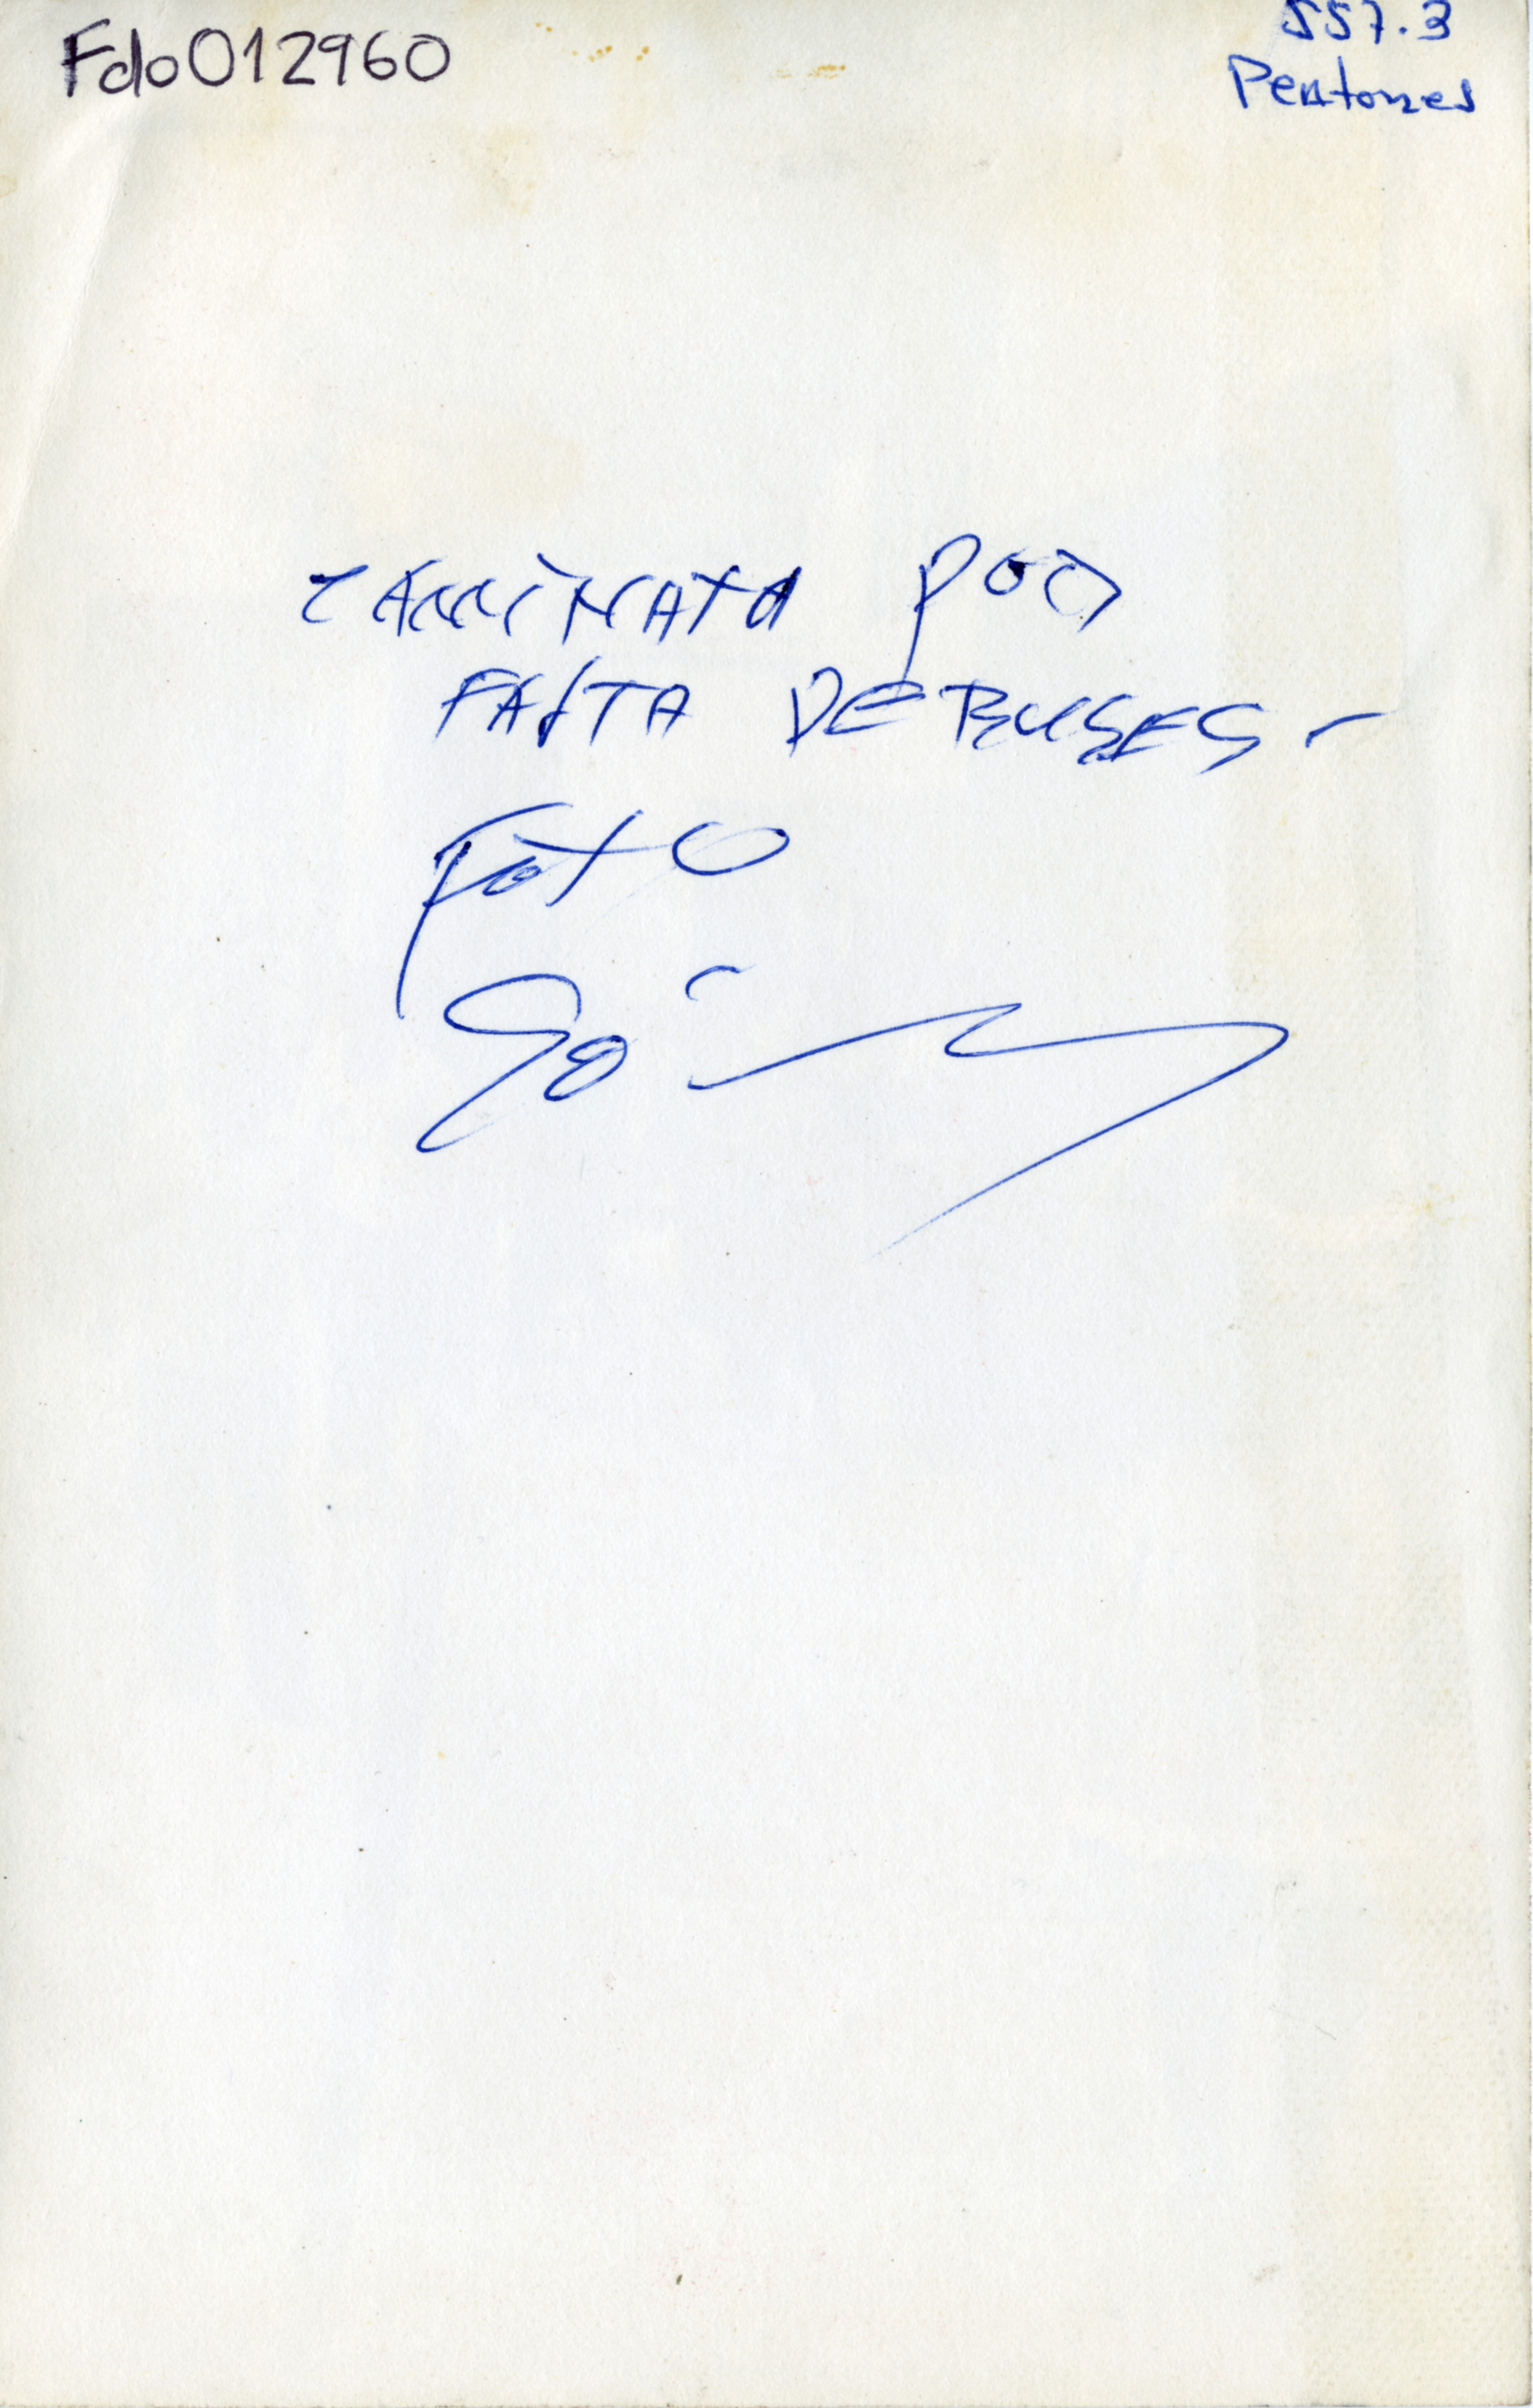 Fdo012960
557.3
Peatones
CAMINATA POR
FALTA DE BUSES -
Foto